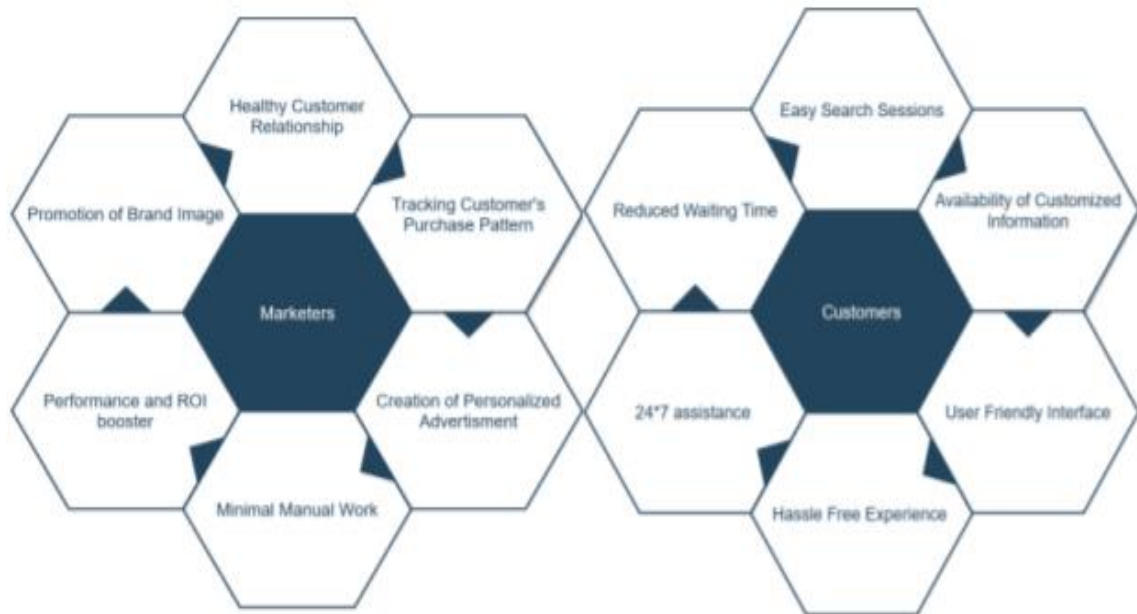 Healthy Customer
Relationship
Promotion of Brand Image
Tracking Customer's
Purchase Pattern
Marketers
Performance and ROI
booster
Creation of Personalized
Advertisment
Minimal Manual Work
Easy Search Sessions
Reduced Waiting Time
Availability of Customized
Information
Customers
24*7 assistance
User Friendly Interface
Hassle Free Experience